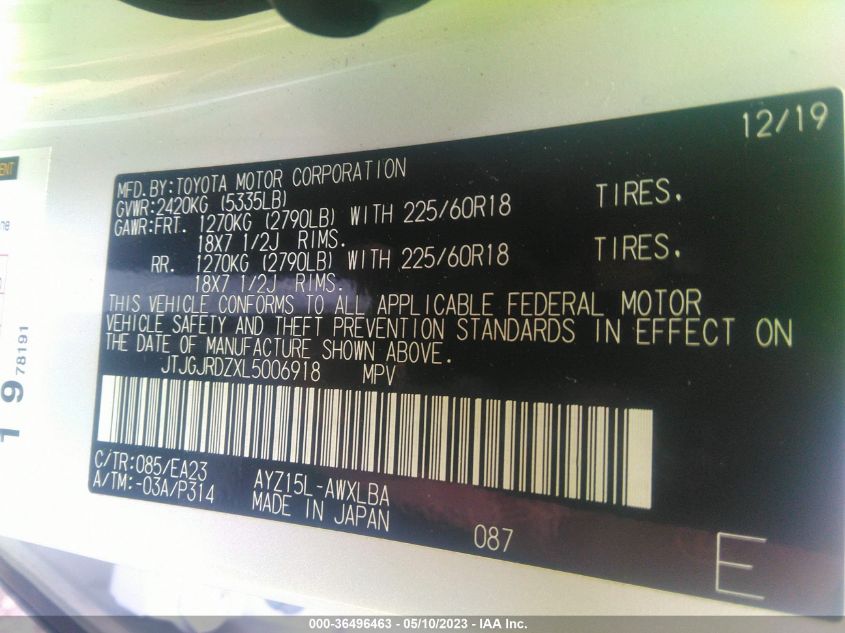 12/19
MFD.BY:TOYOTA MOTOR CORPORATION
GVWR:2420KG (5335LB)
GAWR:FRT. 1270KG (2790LB) WITH 225/60R18 TIRES.
18X7 1/2J RIMS.
RR. 1270KG (2790LB) WITH 225/60R18 TIRES.
18X7 1/2J RIMS.
THIS VEHICLE CONFORMS TO ALL APPLICABLE FEDERAL MOTOR
VEHICLE SAFETY AND THEFT PREVENTION STANDARDS IN EFFECT ON
THE DATE OF MANUFACTURE SHOWN ABOVE.
JTJGJRDZXL5006918 MPV
C/TR:085/EA23
A/TM:-03A/P314
AYZ15L-AWXLBA
MADE IN JAPAN
087
E
1 9 78191
000-36496463 - 05/10/2023 - IAA Inc.